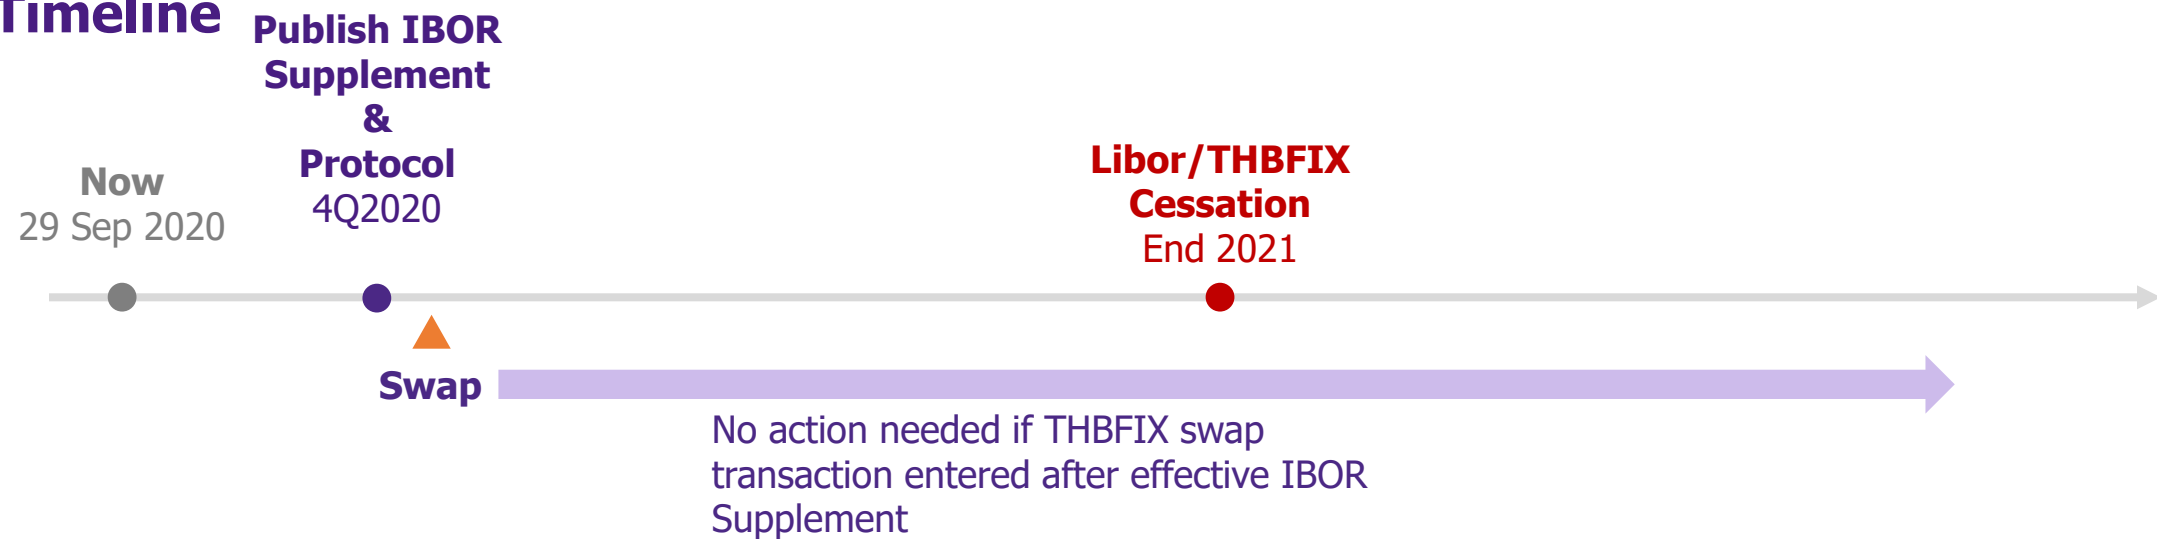 Timeline
Publish IBOR
Supplement
&
Protocol
4Q2020
Now
29 Sep 2020
Libor/THBFIX
Cessation
End 2021
Swap
No action needed if THBFIX swap
transaction entered after effective IBOR
Supplement